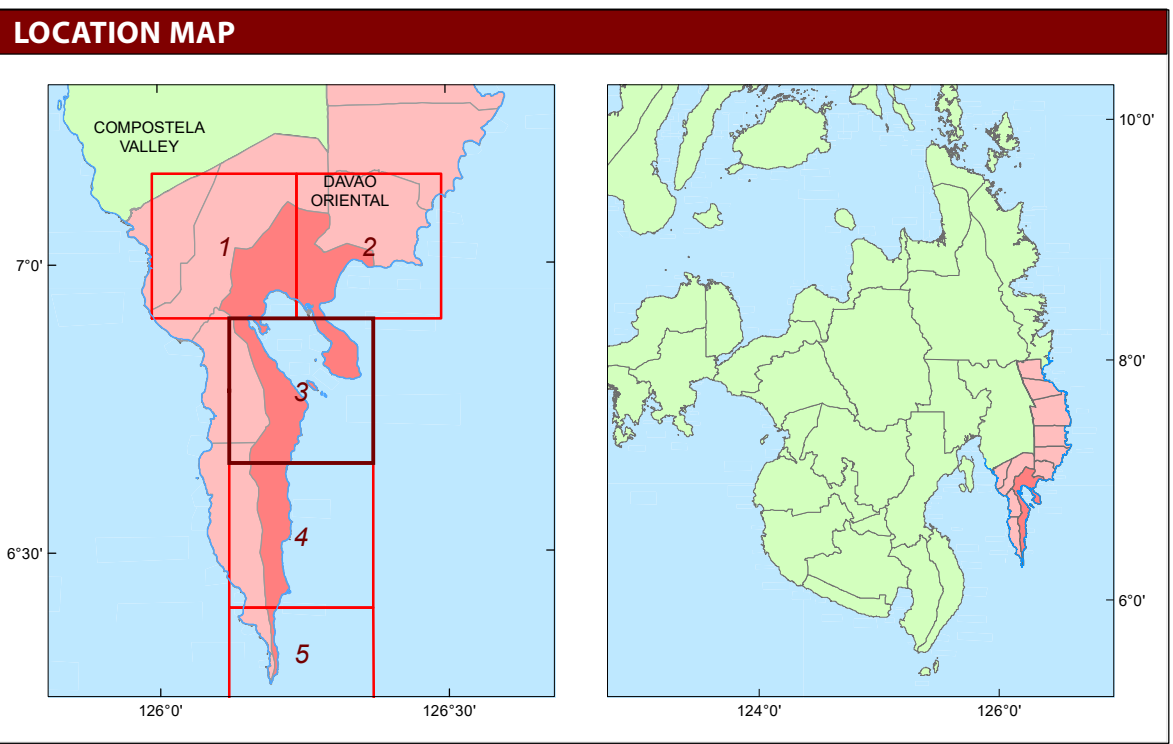 LOCATION MAP
COMPOSTELA
VALLEY
DAVAO
ORIENTAL
1
2
3
4
5
7°0'
6°30'
126°0'
126°30'
10°0'
8°0'
6°0'
124°0'
126°0'